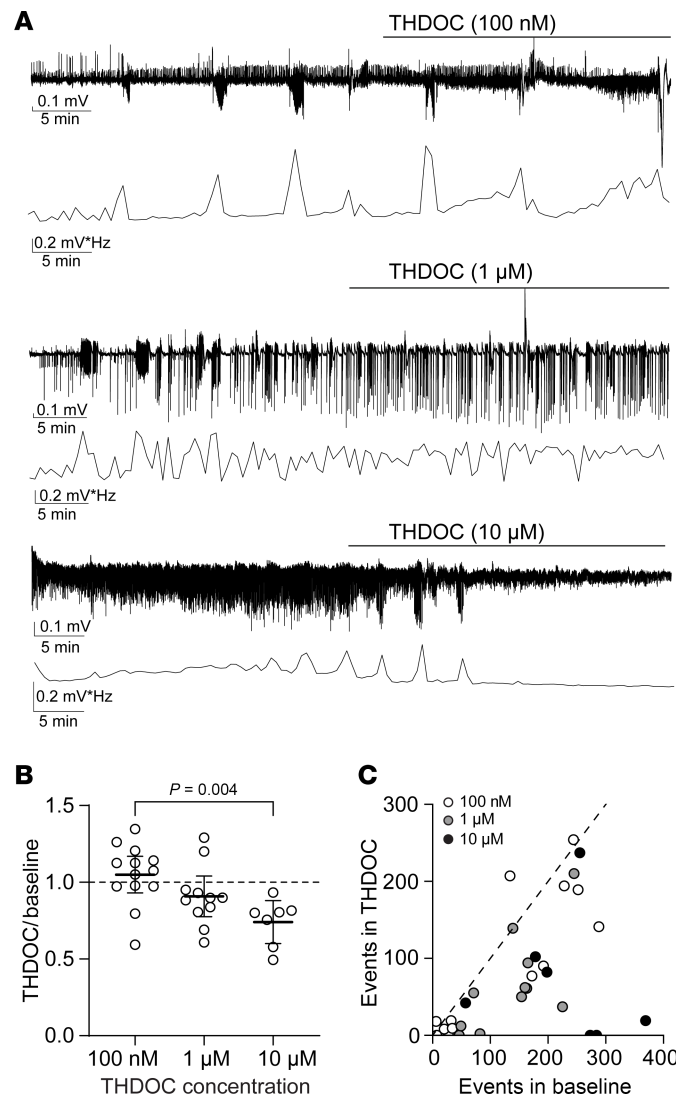 A
THDOC (100 nM)
0.1 mV
5 min
0.2 mV*Hz
5 min
THDOC (1 µM)
0.1 mV
5 min
0.2 mV*Hz
5 min
THDOC (10 µM)
0.1 mV
5 min
0.2 mV*Hz
5 min
B
P = 0.004
1.5
1.0
0.5
0.0
THDOC/baseline
100 nM 1 µM 10 µM
THDOC concentration
C
100 nM
1 µM
10 µM
300
200
100
0
Events in THDOC
0 100 200 300 400
Events in baseline